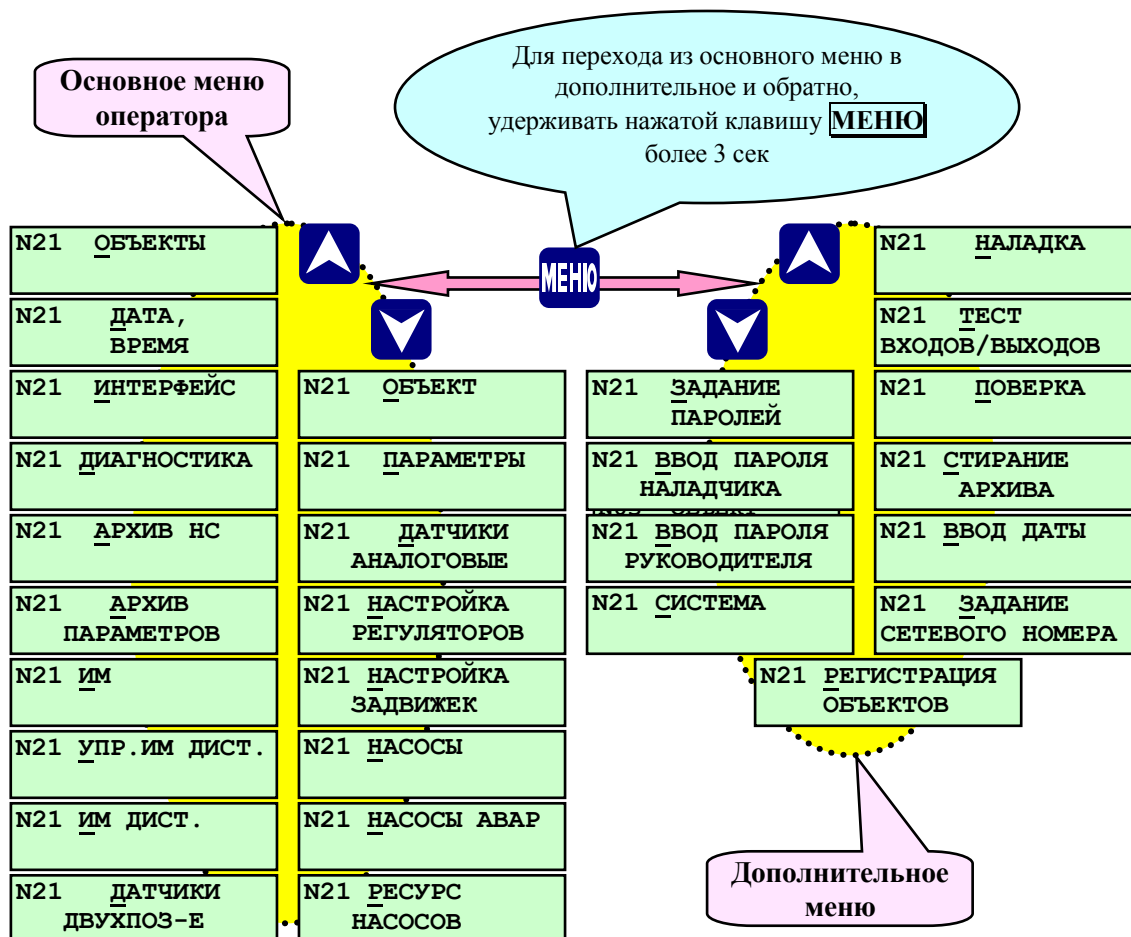 Основное меню
оператора
Для перехода из основного меню в
дополнительное и обратно,
удерживать нажатой клавишу МЕНЮ
более 3 сек
МЕНЮ
N21 ОБЪЕКТЫ
N21 ДАТА,
ВРЕМЯ
N21 ИНТЕРФЕЙС
N21 ДИАГНОСТИКА
N21 АРХИВ НС
N21 АРХИВ
ПАРАМЕТРОВ
N21 ИМ
N21 УПР.ИМ ДИСТ.
N21 ИМ ДИСТ.
N21 ДАТЧИКИ
ДВУХПОЗ-Е
N21 ОБЪЕКТ
N21 ПАРАМЕТРЫ
N21 ДАТЧИКИ
АНАЛОГОВЫЕ
N21 НАСТРОЙКА
РЕГУЛЯТОРОВ
N21 НАСТРОЙКА
ЗАДВИЖЕК
N21 НАСОСЫ
N21 НАСОСЫ АВАР
N21 РЕСУРС
НАСОСОВ
N21 ЗАДАНИЕ
ПАРОЛЕЙ
N21 ВВОД ПАРОЛЯ
НАЛАДЧИКА
N21 ВВОД ПАРОЛЯ
РУКОВОДИТЕЛЯ
N21 СИСТЕМА
N21 НАЛАДКА
N21 ТЕСТ
ВХОДОВ/ВЫХОДОВ
N21 ПОВЕРКА
N21 СТИРАНИЕ
АРХИВА
N21 ВВОД ДАТЫ
N21 ЗАДАНИЕ
СЕТЕВОГО НОМЕРА
N21 РЕГИСТРАЦИЯ
ОБЪЕКТОВ
Дополнительное
меню